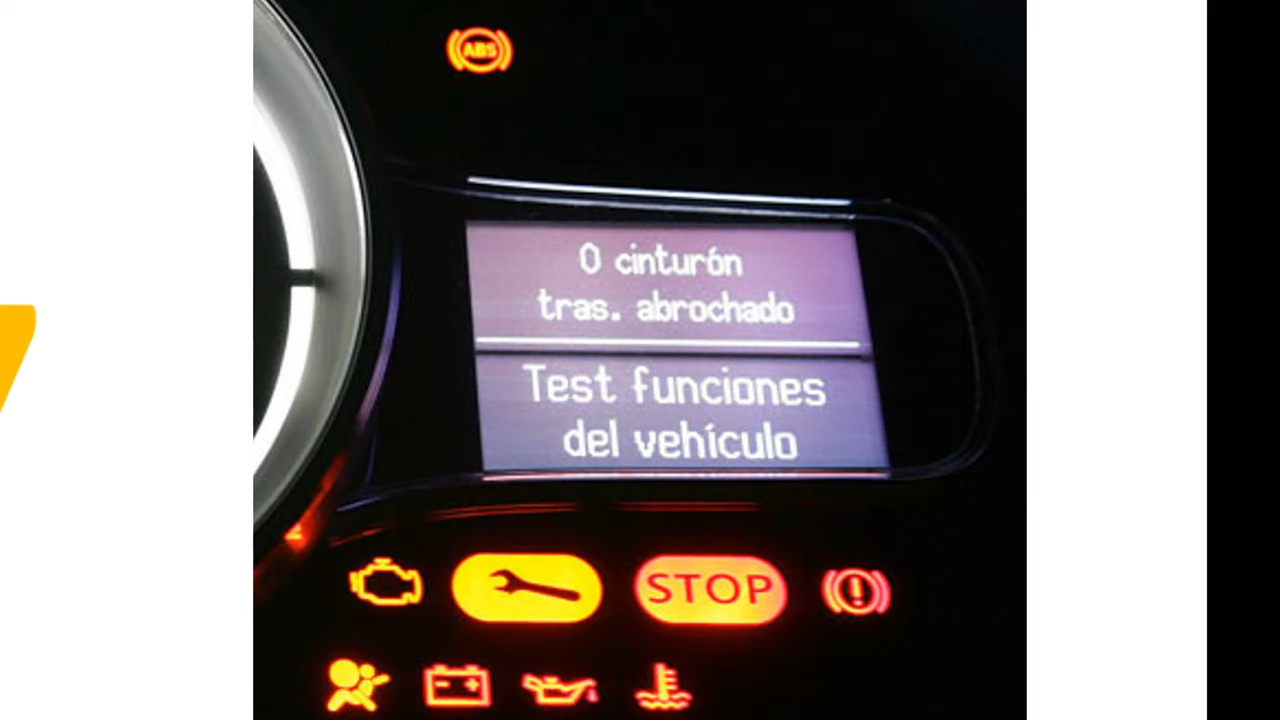 ABS
0 cinturón
tras. abrochado
Test funciones
del vehículo
STOP